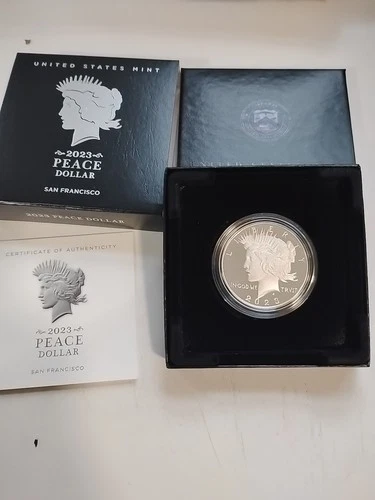 UNITED STATES MINT
2023
PEACE
DOLLAR
SAN FRANCISCO
2023 PEACE DOLLAR
CERTIFICATE OF AUTHENTICITY
2023
PEACE
DOLLAR
SAN FRANCISCO
LIBERTY
IN GOD WE TRVST
2023